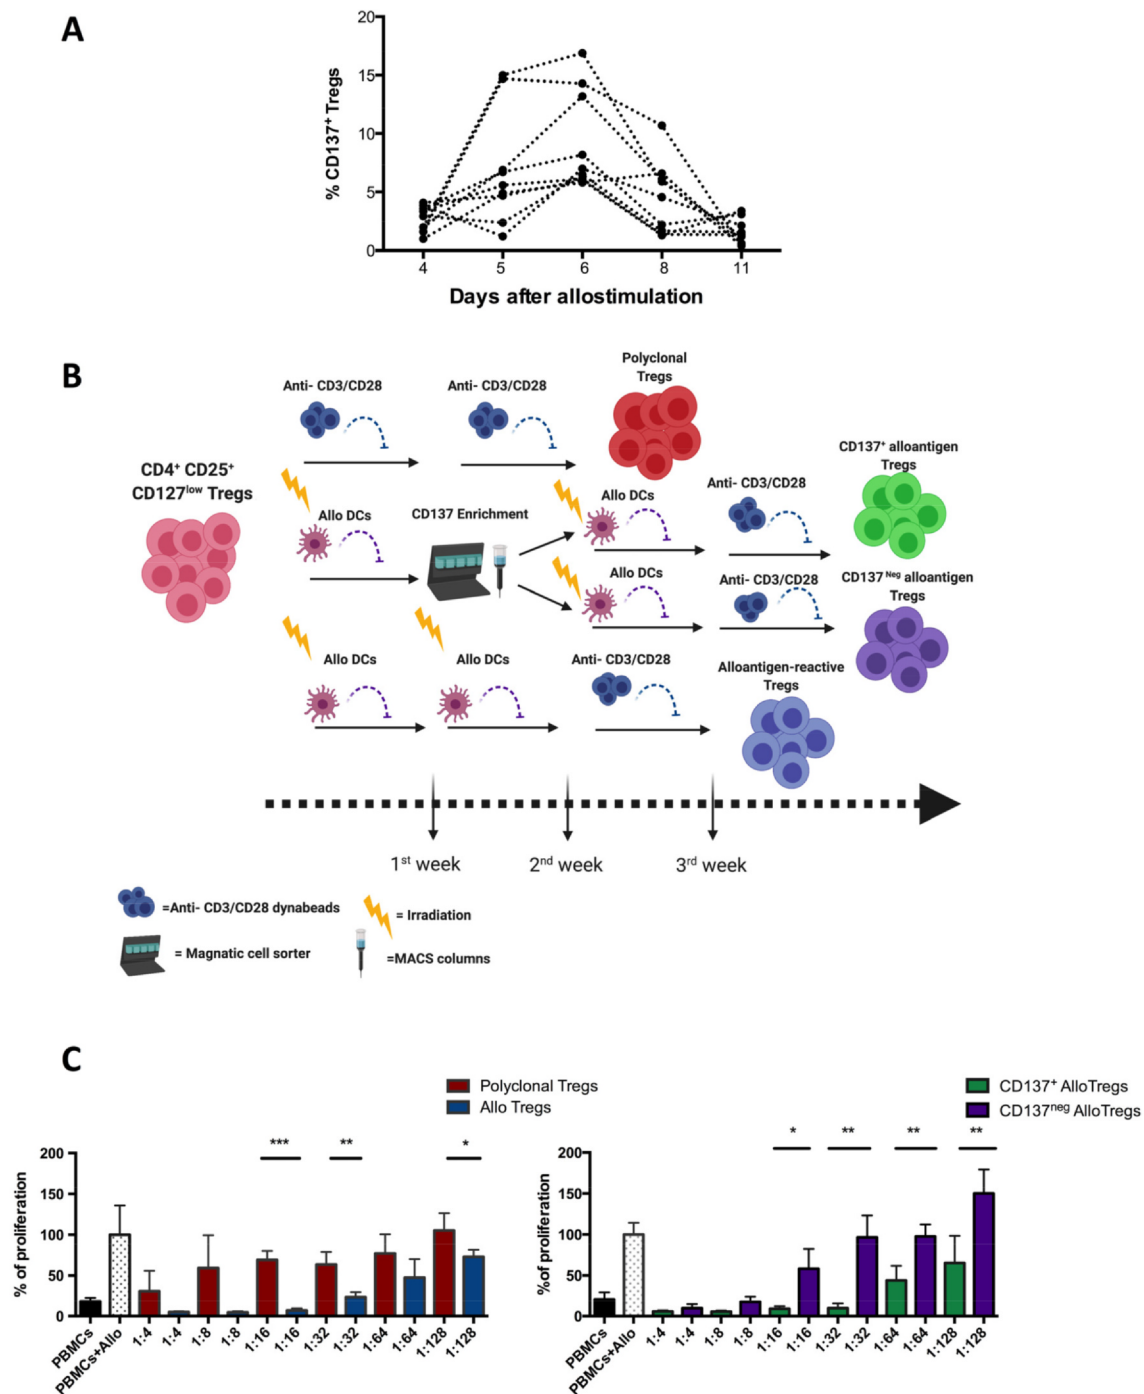 A
20
15
10
5
0
% CD137+ Tregs
4 5 6 8 11
Days after allostimulation
B
Polyclonal
Tregs
Anti- CD3/CD28
Anti- CD3/CD28
CD4+ CD25+
CD127low Tregs
CD137+ alloantigen
Tregs
Anti- CD3/CD28
Allo DCs
Allo DCs
CD137 Enrichment
Allo DCs
Anti- CD3/CD28
CD137Neg alloantigen
Tregs
Allo DCs
Allo DCs
Anti- CD3/CD28
Alloantigen-reactive
Tregs
1st week
2nd week
3rd week
=Anti- CD3/CD28 dynabeads
= Irradiation
= Magnatic cell sorter
=MACS columns
C
Polyclonal Tregs
Allo Tregs
200
150
100
50
0
% of proliferation
*** ** *
PBMCs PBMCs+Allo 1:4 1:4 1:8 1:8 1:16 1:16 1:32 1:32 1:64 1:64 1:128 1:128
CD137+ AlloTregs
CD137neg AlloTregs
200
150
100
50
0
%of proliferation
* ** ** **
PBMCs PBMCs+Allo 1:4 1:4 1:8 1:8 1:16 1:16 1:32 1:32 1:64 1:64 1:128 1:128